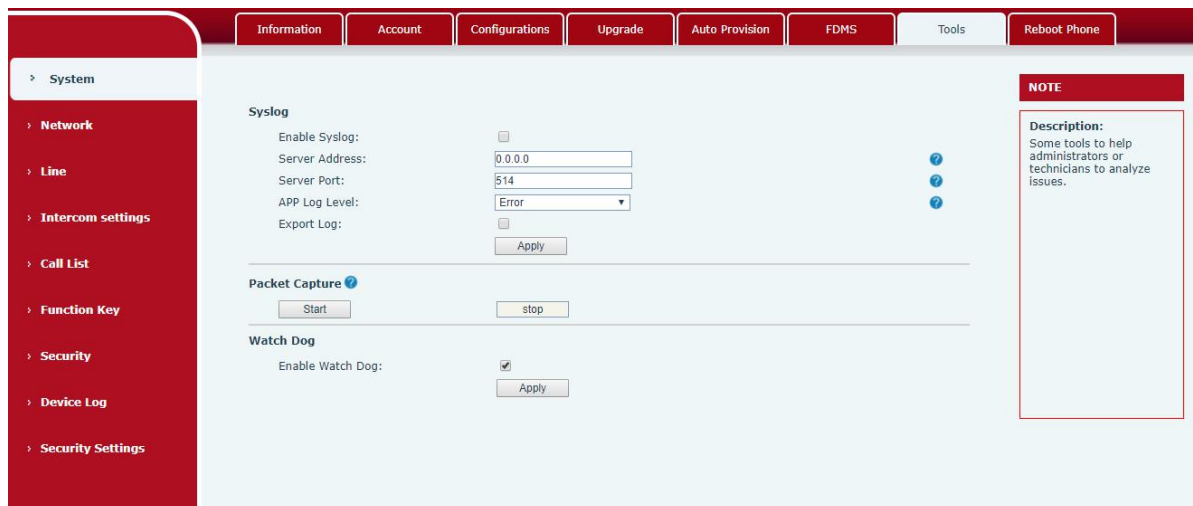 Information Account Configurations Upgrade Auto Provision FDMS Tools Reboot Phone
System
Network
Line
Intercom settings
Call List
Function Key
Security
Device Log
Security Settings
Syslog
Enable Syslog:
Server Address: 0.0.0.0
Server Port: 514
APP Log Level: Error
Export Log:
Apply
Packet Capture
Start stop
Watch Dog
Enable Watch Dog:
Apply
NOTE
Description:
Some tools to help
administrators or
technicians to analyze
issues.